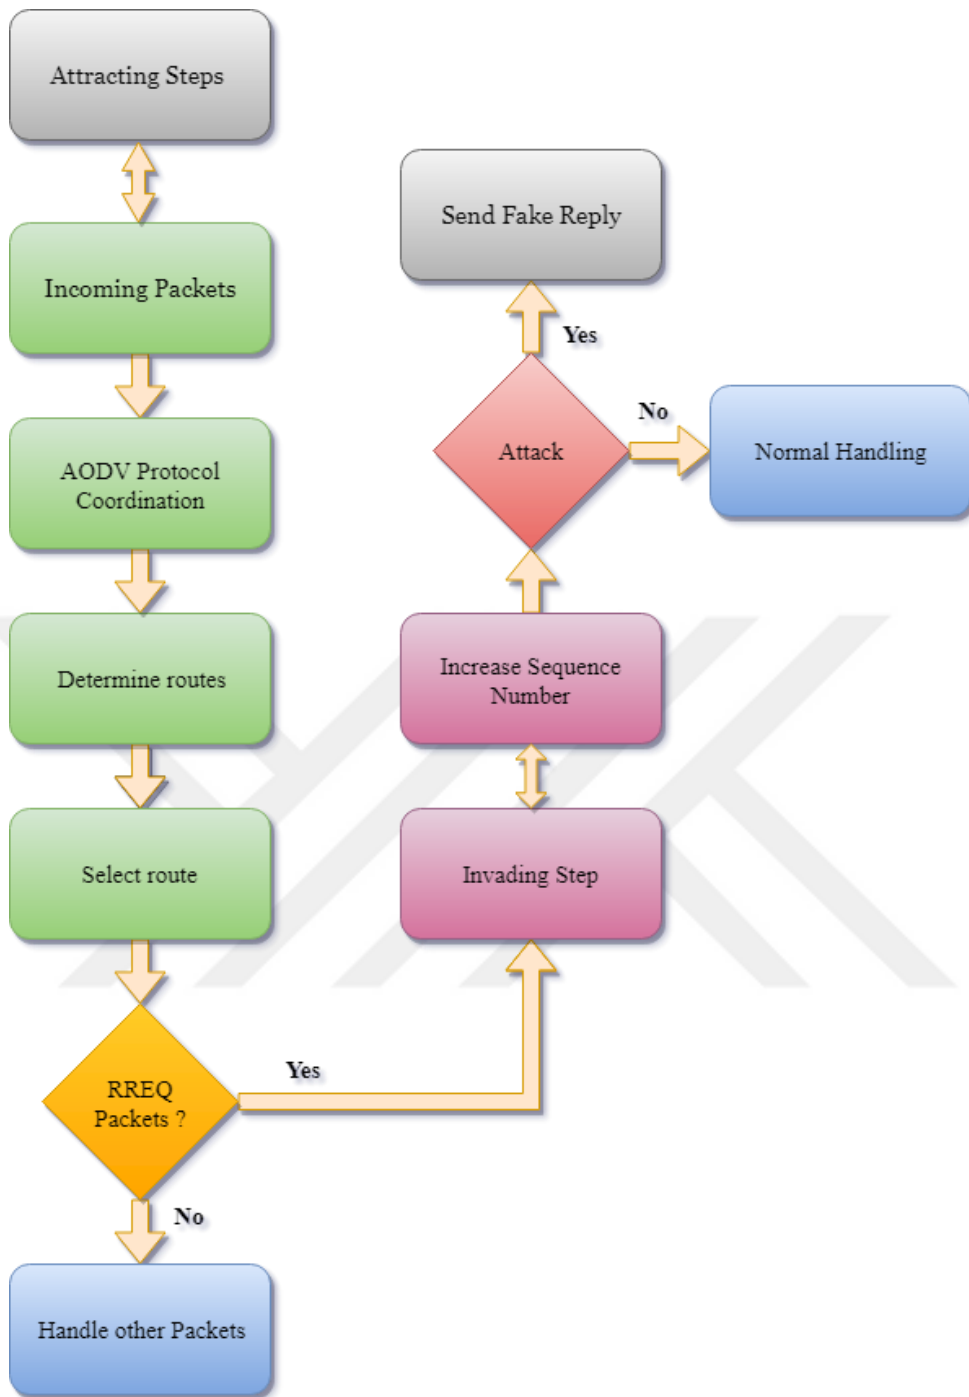 Attracting Steps
Incoming Packets
AODV Protocol
Coordination
Determine routes
Select route
RREQ
Packets ?
Yes
No
Handle other Packets
Send Fake Reply
Yes
Attack
No
Normal Handling
Increase Sequence
Number
Invading Step